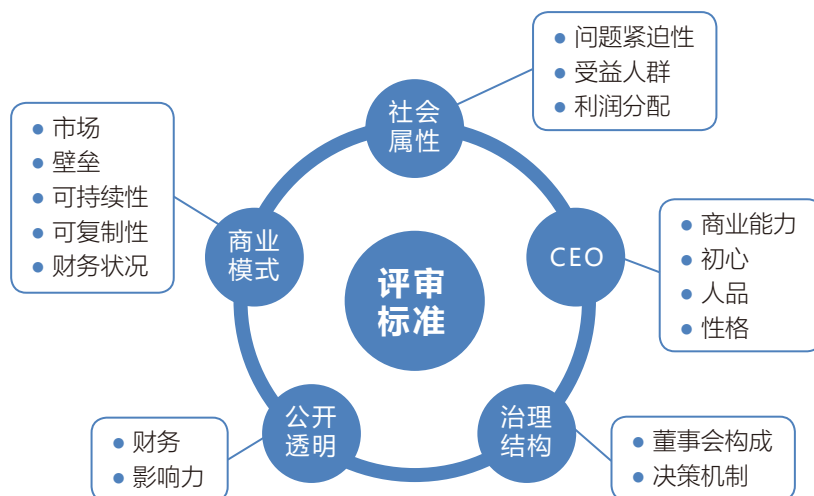 问题紧迫性
受益人群
利润分配
社会
属性
市场
壁垒
可持续性
可复制性
财务状况
商业
模式
CEO
商业能力
初心
人品
性格
评审
标准
公开
透明
财务
影响力
治理
结构
董事会构成
决策机制